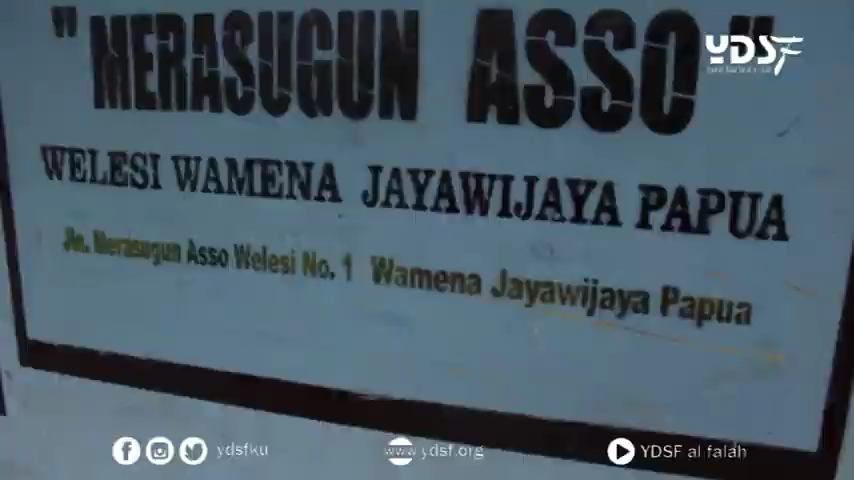 "MERASUGUN ASSO"
WELESI WAMENA JAYAWIJAYA PAPUA
Jln. Merasugun Asso Welesi No. 1 Wamena Jayawijaya Papua
YDSF
ydsfku
www.ydsf.org
YDSF al falah